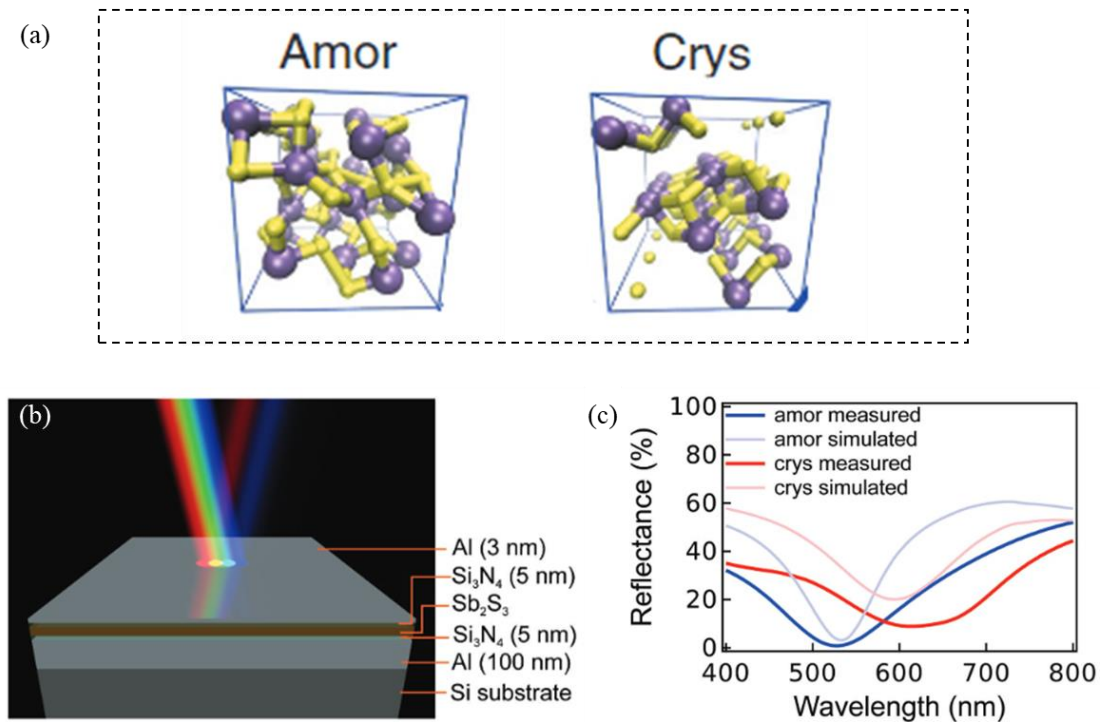 (a)
Amor
Crys
(b)
Al (3 nm)
Si₃N₄ (5 nm)
Sb₂S₃
Si₃N₄ (5 nm)
Al (100 nm)
Si substrate
(c)
100
80
60
40
20
0
Reflectance (%)
amor measured
amor simulated
crys measured
crys simulated
400 500 600 700 800
Wavelength (nm)